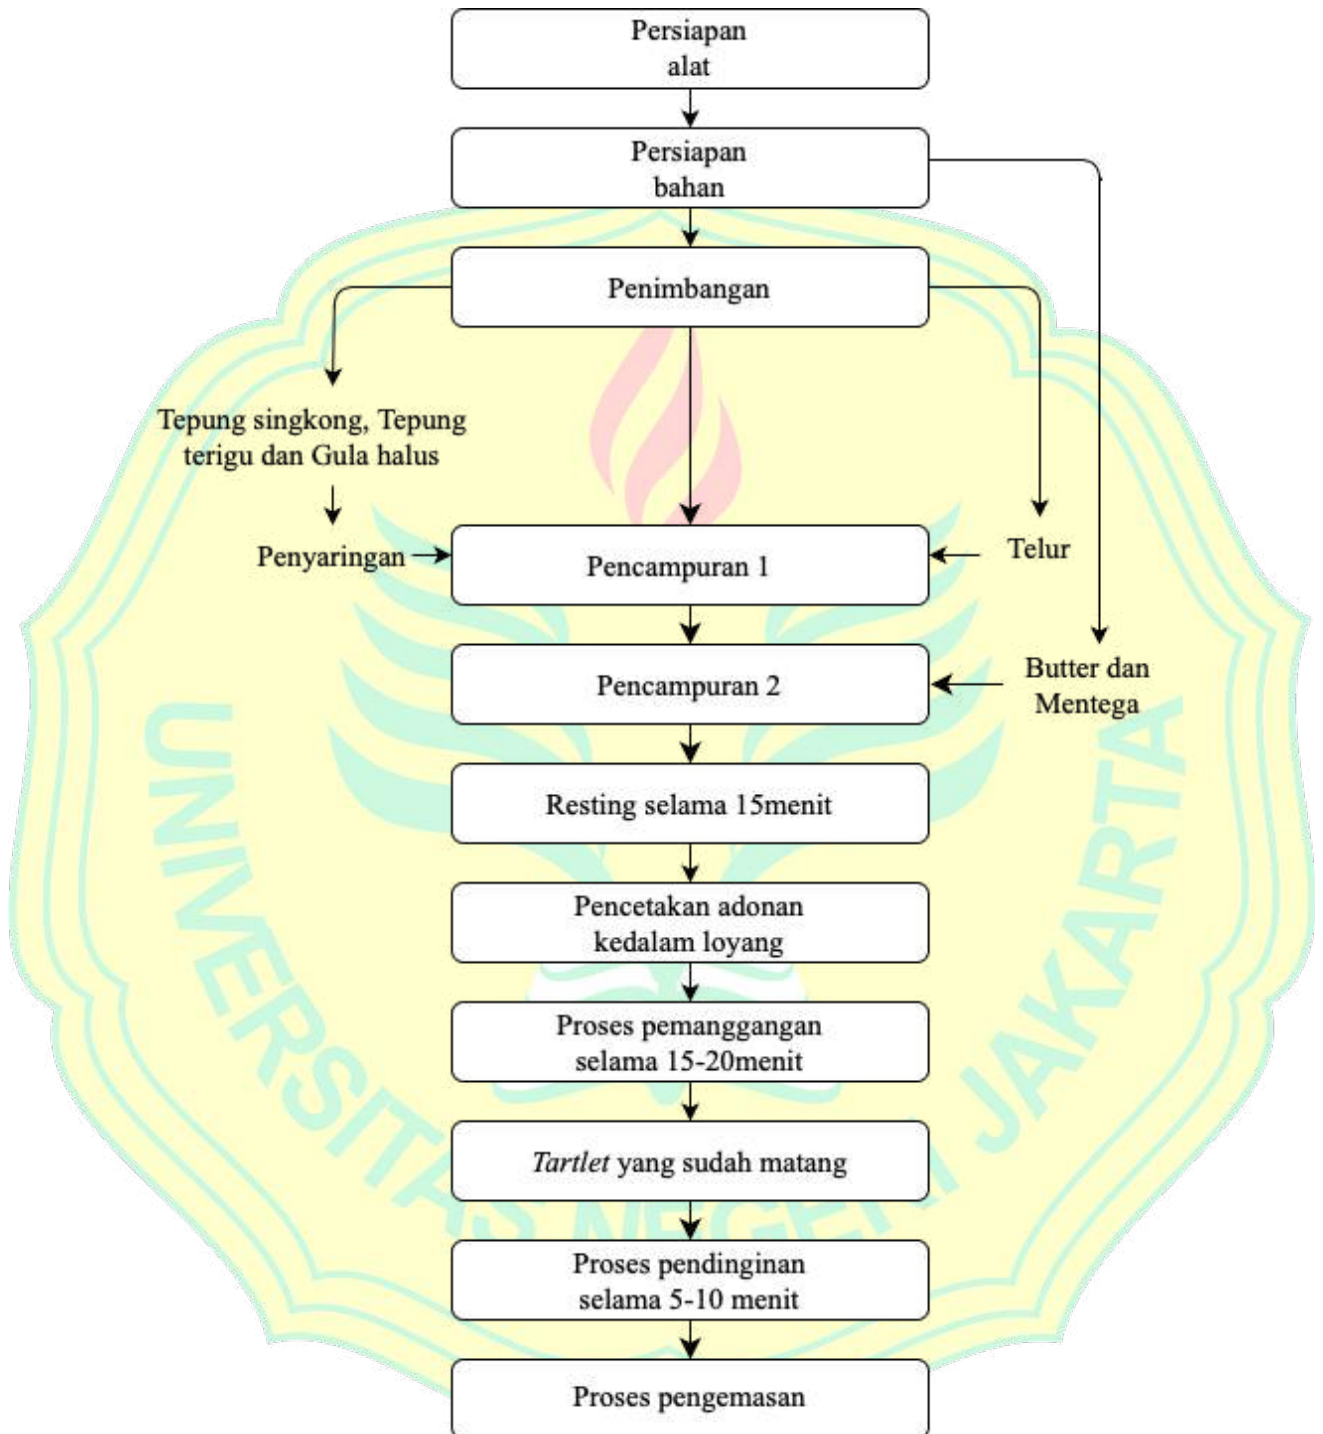 Persiapan
alat
Persiapan
bahan
Penimbangan
Tepung singkong, Tepung
terigu dan Gula halus
Penyaringan
Pencampuran 1
Telur
Pencampuran 2
Butter dan
Mentega
Resting selama 15menit
Pencetakan adonan
kedalam loyang
Proses pemanggangan
selama 15-20menit
Tartlet yang sudah matang
Proses pendinginan
selama 5-10 menit
Proses pengemasan
UNIVERSITAS NEGERI JAKARTA